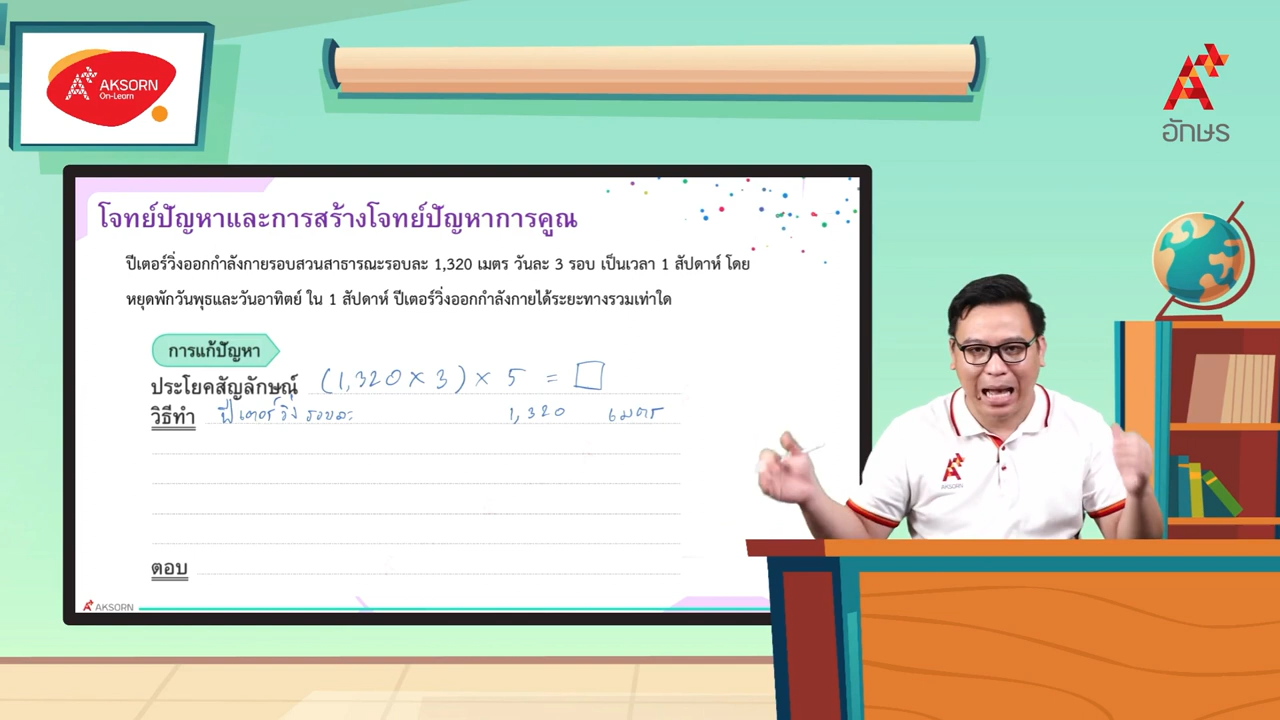 AKSORN
On-Learn
อักษร
โจทย์ปัญหาและการสร้างโจทย์ปัญหาการคูณ
ปีเตอร์วิ่งออกกำลังกายรอบสวนสาธารณะรอบละ 1,320 เมตร วันละ 3 รอบ เป็นเวลา 1 สัปดาห์ โดย
หยุดพักวันพุธและวันอาทิตย์ ใน 1 สัปดาห์ ปีเตอร์วิ่งออกกำลังกายได้ระยะทางรวมเท่าใด
การแก้ปัญหา
ประโยคสัญลักษณ์ (1,320 × 3) × 5 = □
วิธีทำ ปีเตอร์วิ่งรอบละ 1,320 เมตร
ตอบ
AKSORN
AKSORN